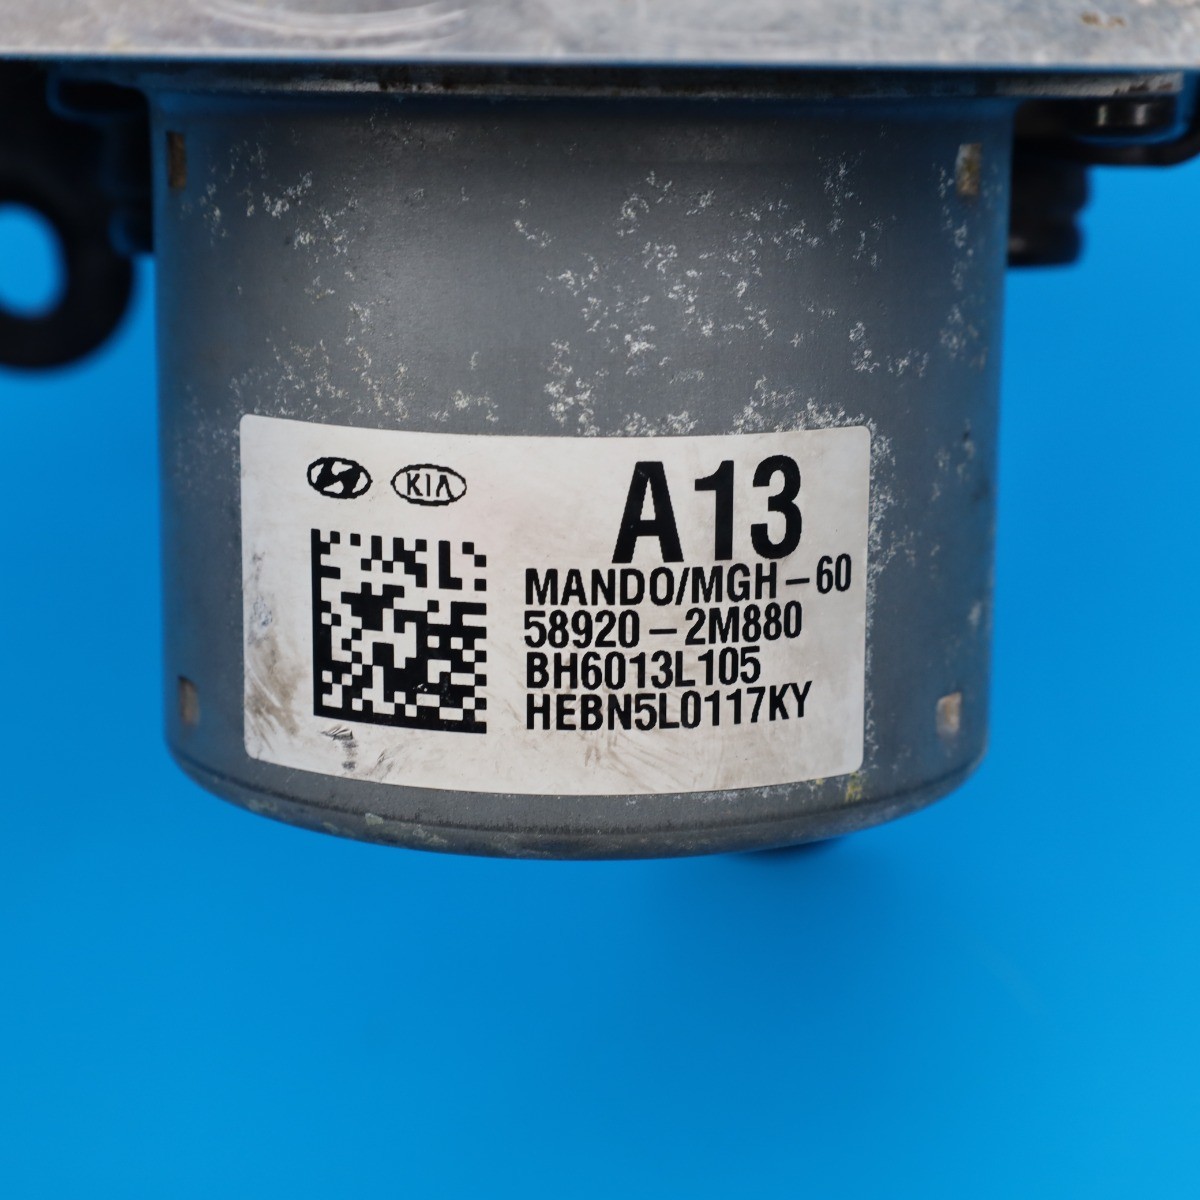 KIA
A13
MANDO/MGH-60
58920-2M880
BH6013L105
HEBN5L0117KY